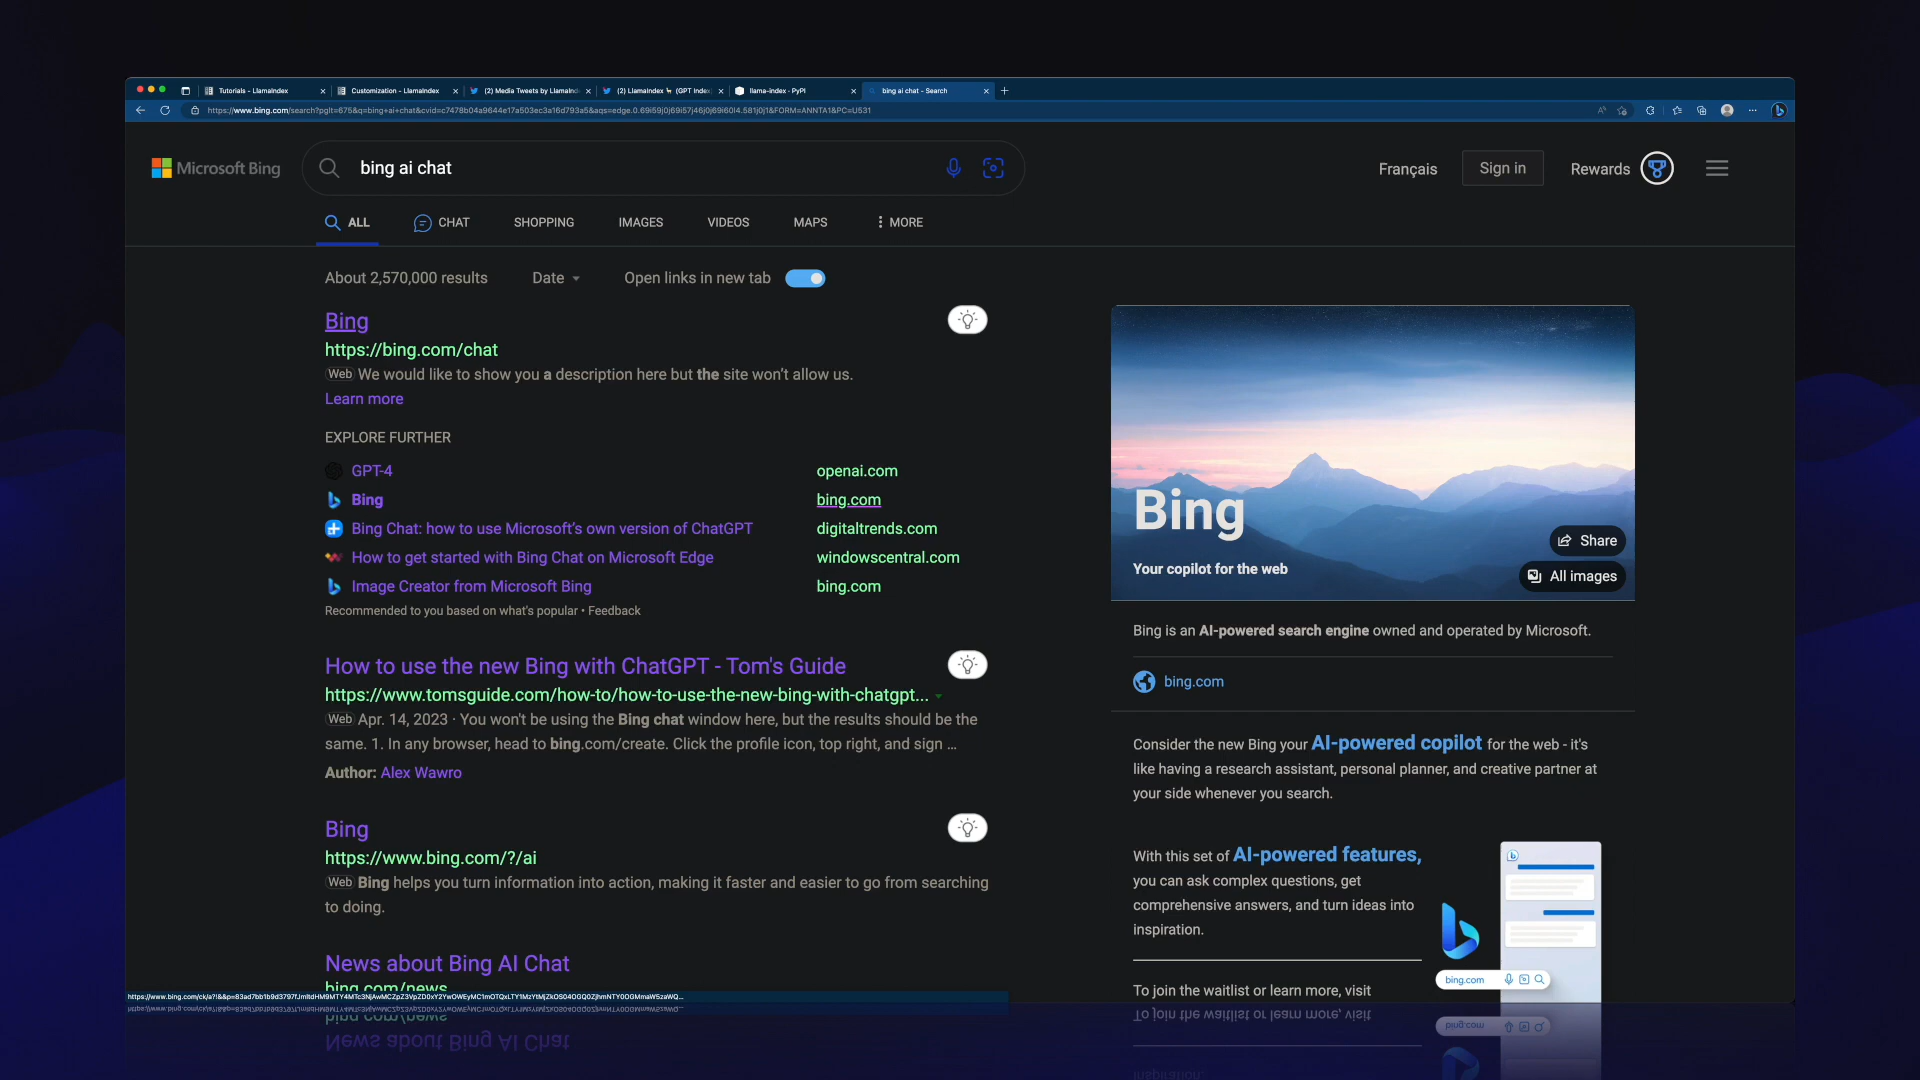 Tutorials - LlamaIndex
Customization - LlamaIndex
(2) Media Tweets by LlamaInd
(2) LlamaIndex 🦙 (GPT Index
llama-index · PyPI
bing ai chat - Search
Microsoft Bing
bing ai chat
Français
Sign in
Rewards
ALL
CHAT
SHOPPING
IMAGES
VIDEOS
MAPS
MORE
About 2,570,000 results
Date
Open links in new tab
Bing
https://bing.com/chat
Web We would like to show you a description here but the site won't allow us.
Learn more
EXPLORE FURTHER
GPT-4
openai.com
Bing
bing.com
Bing Chat: how to use Microsoft's own version of ChatGPT
digitaltrends.com
How to get started with Bing Chat on Microsoft Edge
windowscentral.com
Image Creator from Microsoft Bing
bing.com
Recommended to you based on what's popular • Feedback
How to use the new Bing with ChatGPT - Tom's Guide
https://www.tomsguide.com/how-to/how-to-use-the-new-bing-with-chatgpt...
Web Apr. 14, 2023 · You won't be using the Bing chat window here, but the results should be the
same. 1. In any browser, head to bing.com/create. Click the profile icon, top right, and sign ...
Author: Alex Wawro
Bing
https://www.bing.com/?/ai
Web Bing helps you turn information into action, making it faster and easier to go from searching
to doing.
News about Bing AI Chat
bing.com/news
Bing
Your copilot for the web
Share
All images
Bing is an AI-powered search engine owned and operated by Microsoft.
bing.com
Consider the new Bing your AI-powered copilot for the web - it's
like having a research assistant, personal planner, and creative partner at
your side whenever you search.
With this set of AI-powered features,
you can ask complex questions, get
comprehensive answers, and turn ideas into
inspiration.
bing.com
To join the waitlist or learn more, visit